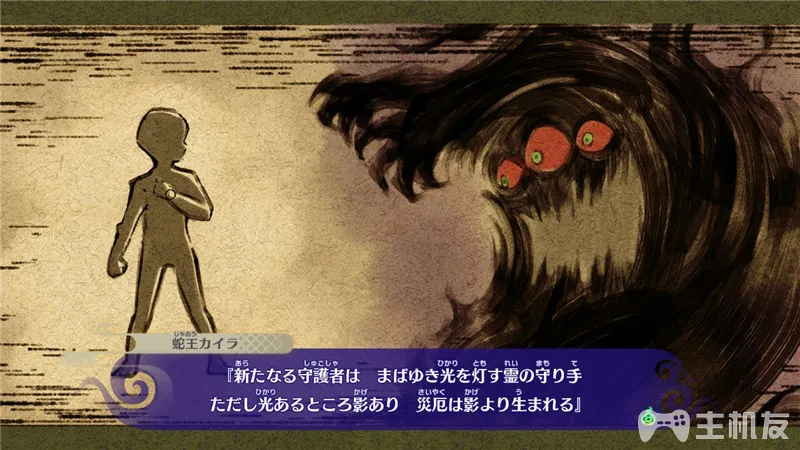 蛇王カイラ
『新たなる守護者は　まばゆき光を灯す霊の守り手
ただし光あるところ影あり　災厄は影より生まれる』
主机友